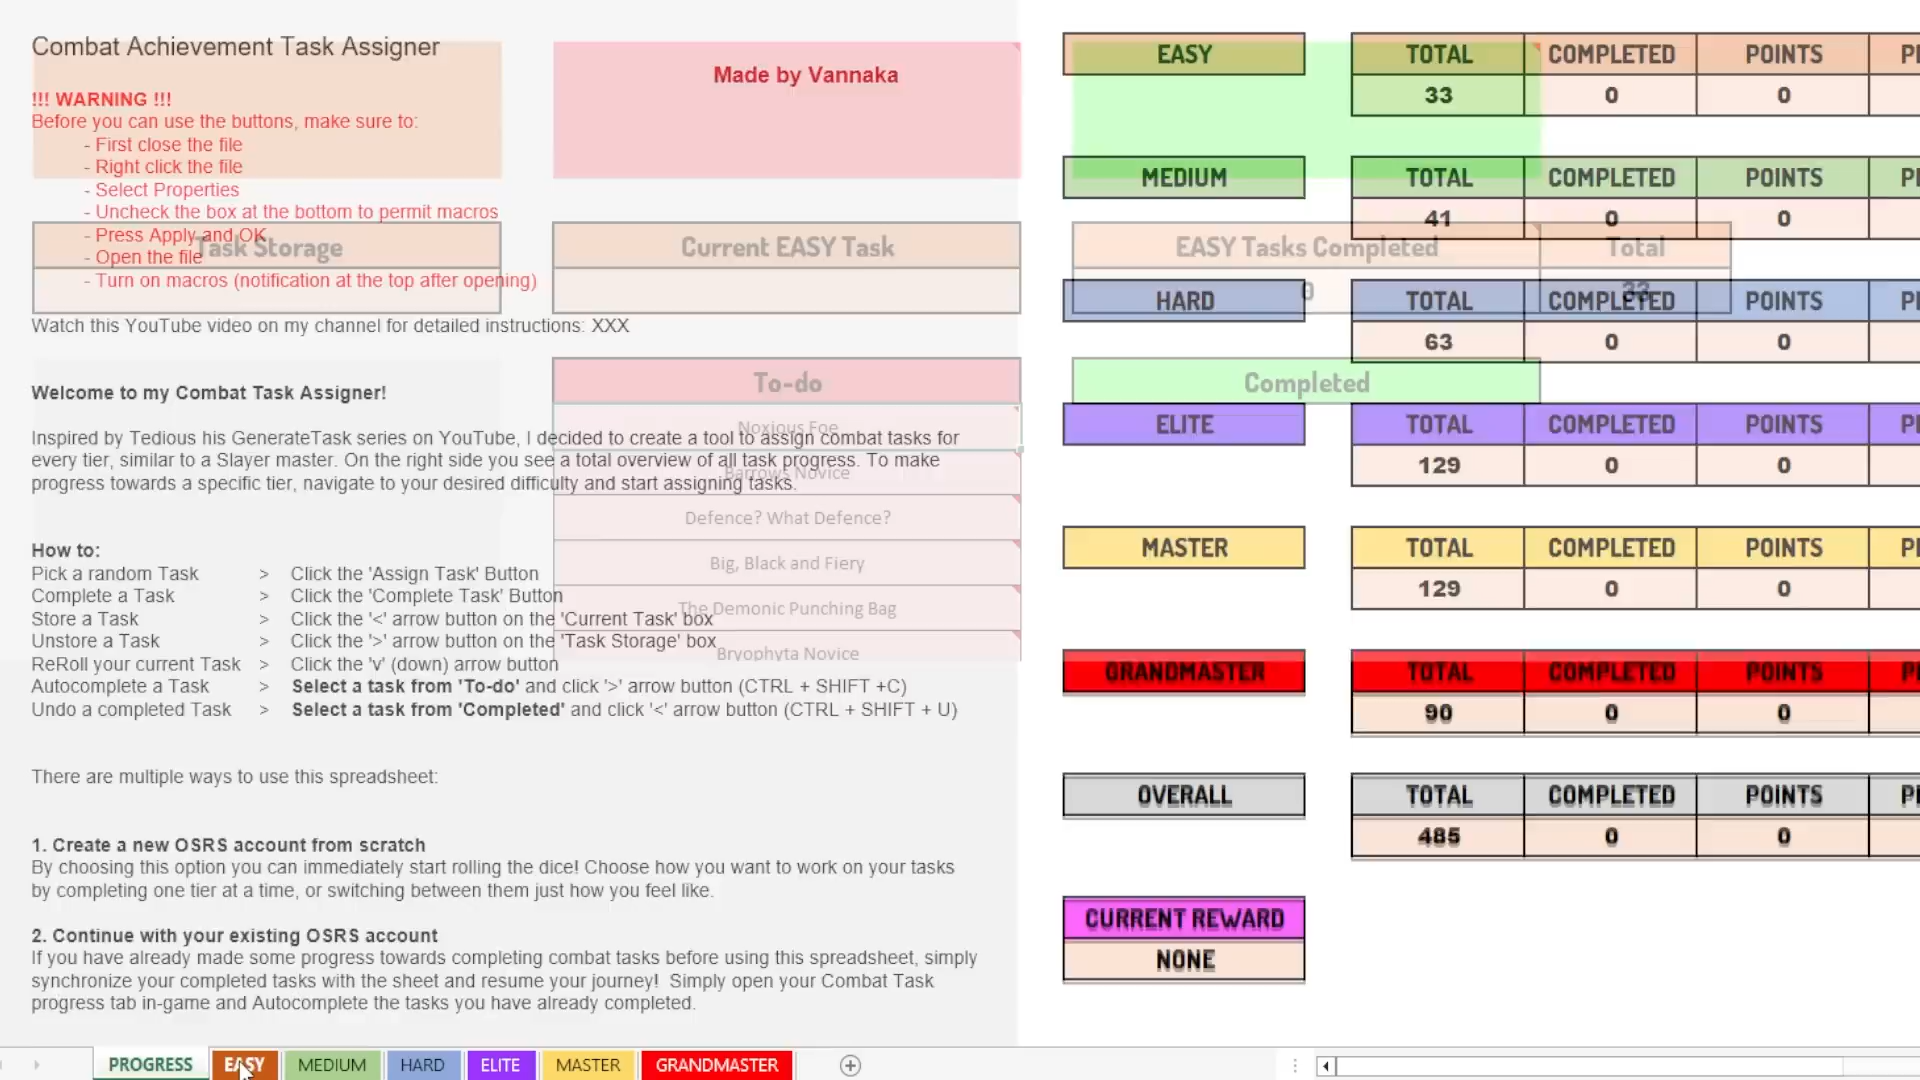 Combat Achievement Task Assigner
Made by Vannaka
!!! WARNING !!!
Before you can use the buttons, make sure to:
- First close the file
- Right click the file
- Select Properties
- Uncheck the box at the bottom to permit macros
- Press Apply and OK
- Open the file
- Turn on macros (notification at the top after opening)
Watch this YouTube video on my channel for detailed instructions: XXX
Task Storage
Current EASY Task
EASY Tasks Completed Total
0 33
To-do
Completed
Noxious Foe
Barrows Novice
Defence? What Defence?
Big, Black and Fiery
The Demonic Punching Bag
Bryophyta Novice
Welcome to my Combat Task Assigner!
Inspired by Tedious his GenerateTask series on YouTube, I decided to create a tool to assign combat tasks for
every tier, similar to a Slayer master. On the right side you see a total overview of all task progress. To make
progress towards a specific tier, navigate to your desired difficulty and start assigning tasks.
How to:
Pick a random Task > Click the 'Assign Task' Button
Complete a Task > Click the 'Complete Task' Button
Store a Task > Click the '<' arrow button on the 'Current Task' box
Unstore a Task > Click the '>' arrow button on the 'Task Storage' box
ReRoll your current Task > Click the 'v' (down) arrow button
Autocomplete a Task > Select a task from 'To-do' and click '>' arrow button (CTRL + SHIFT +C)
Undo a completed Task > Select a task from 'Completed' and click '<' arrow button (CTRL + SHIFT + U)
There are multiple ways to use this spreadsheet:
1. Create a new OSRS account from scratch
By choosing this option you can immediately start rolling the dice! Choose how you want to work on your tasks
by completing one tier at a time, or switching between them just how you feel like.
2. Continue with your existing OSRS account
If you have already made some progress towards completing combat tasks before using this spreadsheet, simply
synchronize your completed tasks with the sheet and resume your journey! Simply open your Combat Task
progress tab in-game and Autocomplete the tasks you have already completed.
EASY TOTAL COMPLETED POINTS
33 0 0
MEDIUM TOTAL COMPLETED POINTS
41 0 0
HARD TOTAL COMPLETED POINTS
63 0 0
ELITE TOTAL COMPLETED POINTS
129 0 0
MASTER TOTAL COMPLETED POINTS
129 0 0
GRANDMASTER TOTAL COMPLETED POINTS
90 0 0
OVERALL TOTAL COMPLETED POINTS
485 0 0
CURRENT REWARD
NONE
PROGRESS EASY MEDIUM HARD ELITE MASTER GRANDMASTER